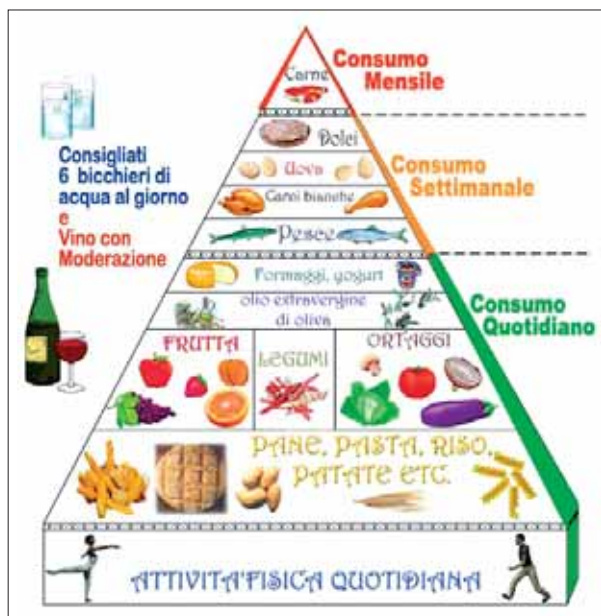 Consumo
Mensile
Carne
Dolci
Uova
Carni bianche
Consumo
Settimanale
Pesce
Consigliati
6 bicchieri di
acqua al giorno
e
Vino con
Moderazione
Formaggi, yogurt
olio extravergine
di oliva
Consumo
Quotidiano
FRUTTA
LEGUMI
ORTAGGI
PANE, PASTA, RISO,
PATATE ETC.
ATTIVITA'FISICA QUOTIDIANA